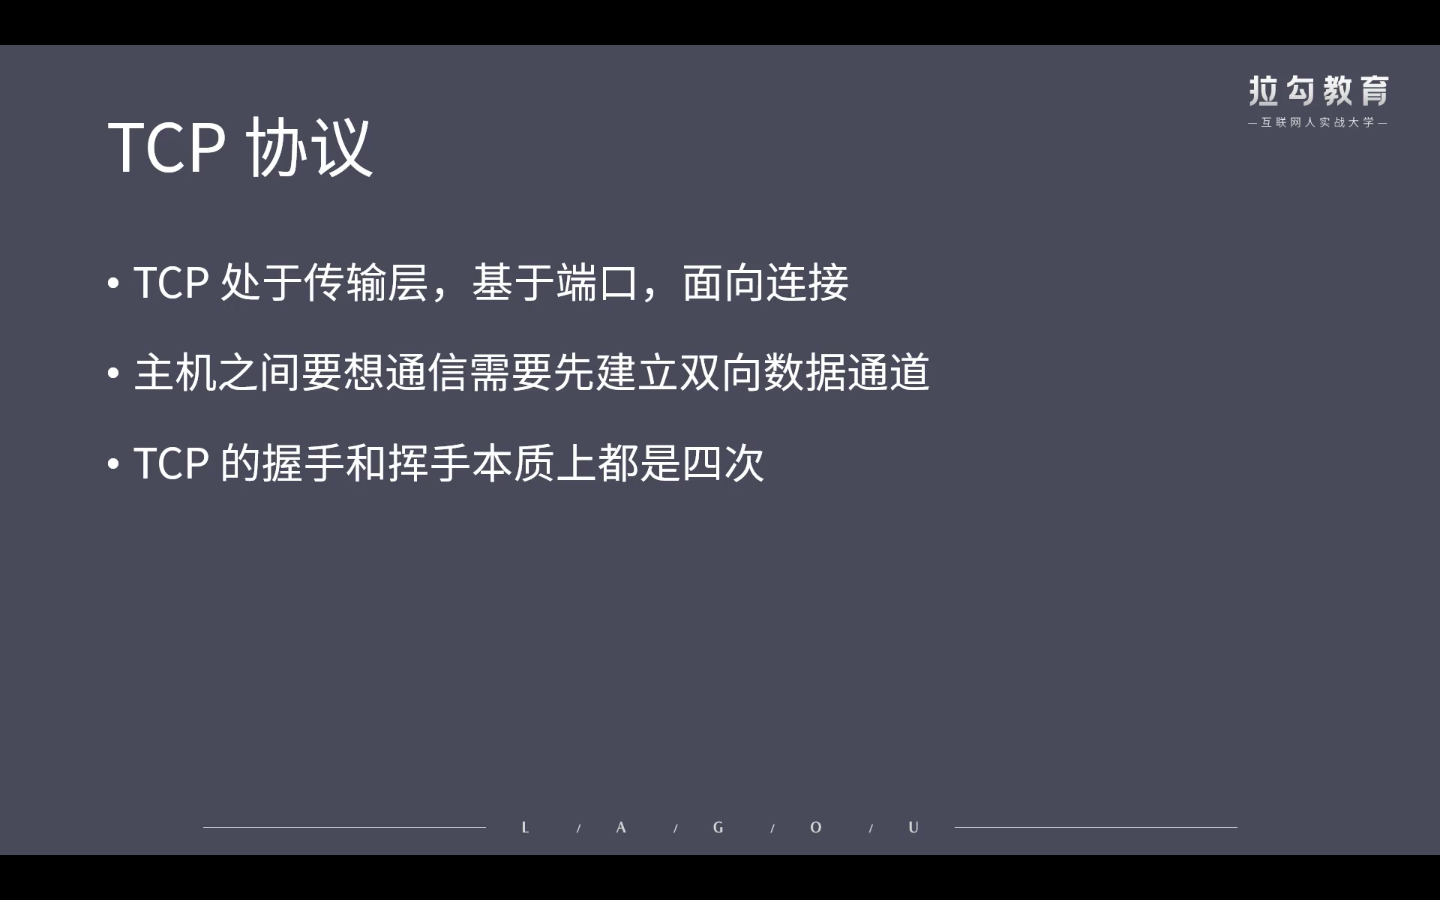 拉勾教育
—互联网人实战大学—
TCP 协议
• TCP 处于传输层，基于端口，面向连接
• 主机之间要想通信需要先建立双向数据通道
• TCP 的握手和挥手本质上都是四次
L / A / G / O / U